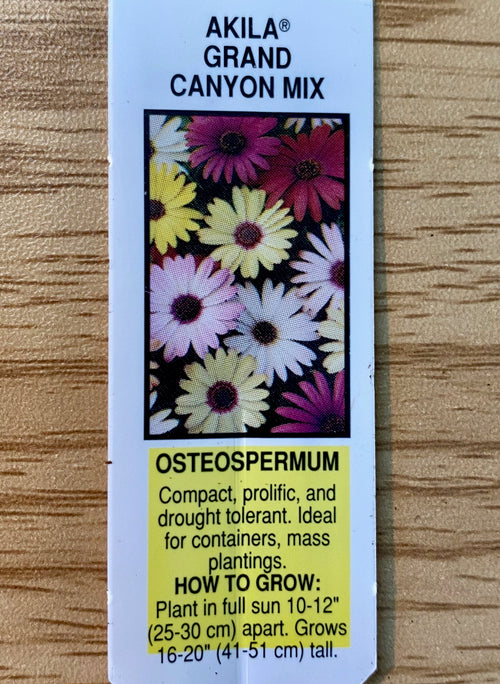 AKILA®
GRAND
CANYON MIX
OSTEOSPERMUM
Compact, prolific, and
drought tolerant. Ideal
for containers, mass
plantings.
HOW TO GROW:
Plant in full sun 10-12"
(25-30 cm) apart. Grows
16-20" (41-51 cm) tall.